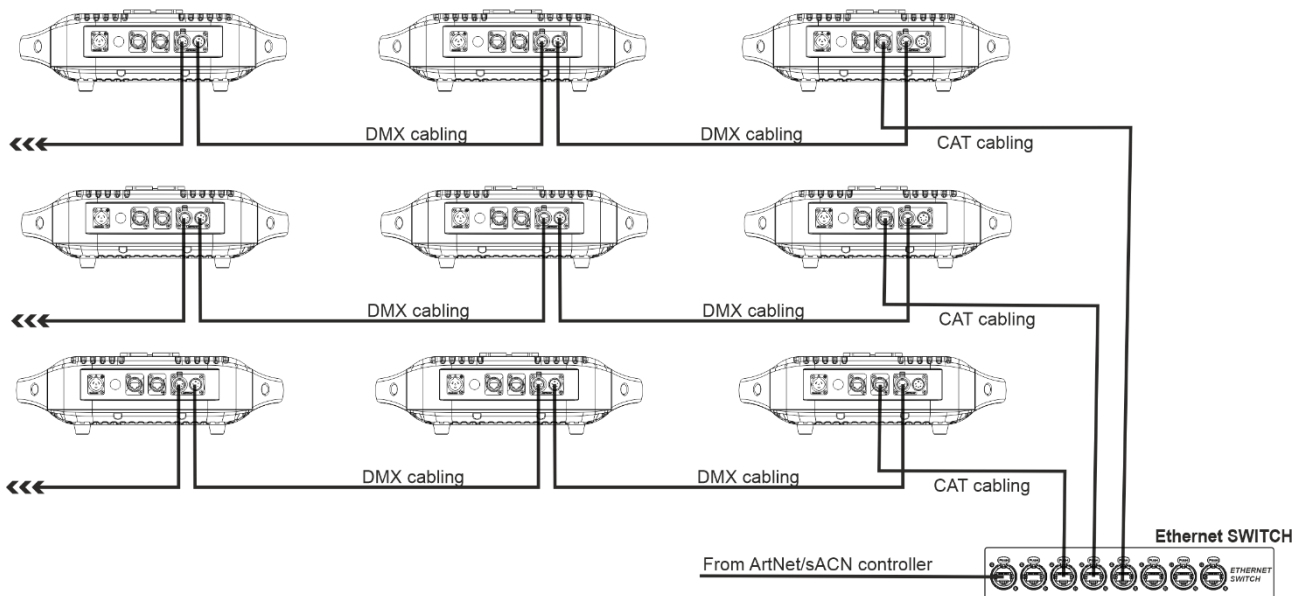 DMX cabling
DMX cabling
CAT cabling
DMX cabling
DMX cabling
CAT cabling
DMX cabling
DMX cabling
CAT cabling
Ethernet SWITCH
From ArtNet/sACN controller
ETHERNET
SWITCH